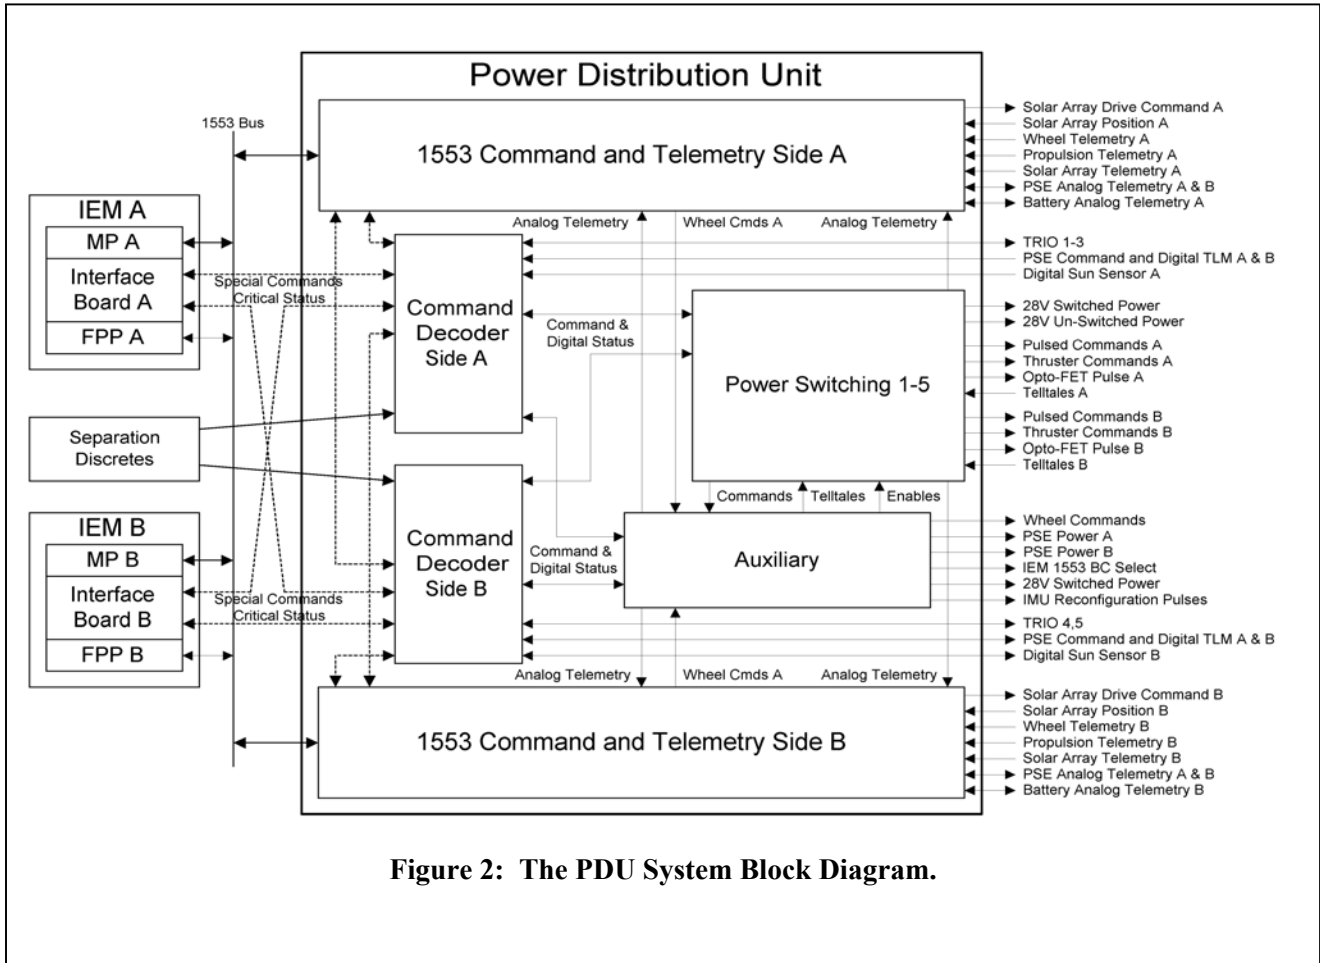 Power Distribution Unit
1553 Bus
1553 Command and Telemetry Side A
Solar Array Drive Command A
Solar Array Position A
Wheel Telemetry A
Propulsion Telemetry A
Solar Array Telemetry A
PSE Analog Telemetry A & B
Battery Analog Telemetry A
IEM A
MP A
Interface
Board A
FPP A
Special Commands
Critical Status
Analog Telemetry
Wheel Cmds A
Analog Telemetry
Command
Decoder
Side A
TRIO 1-3
PSE Command and Digital TLM A & B
Digital Sun Sensor A
Command &
Digital Status
Power Switching 1-5
28V Switched Power
28V Un-Switched Power
Pulsed Commands A
Thruster Commands A
Opto-FET Pulse A
Telltales A
Pulsed Commands B
Thruster Commands B
Opto-FET Pulse B
Telltales B
Separation
Discretes
Commands
Telltales
Enables
IEM B
MP B
Interface
Board B
FPP B
Special Commands
Critical Status
Command
Decoder
Side B
Command &
Digital Status
Auxiliary
Wheel Commands
PSE Power A
PSE Power B
IEM 1553 BC Select
28V Switched Power
IMU Reconfiguration Pulses
TRIO 4,5
PSE Command and Digital TLM A & B
Digital Sun Sensor B
Analog Telemetry
Wheel Cmds A
Analog Telemetry
1553 Command and Telemetry Side B
Solar Array Drive Command B
Solar Array Position B
Wheel Telemetry B
Propulsion Telemetry B
Solar Array Telemetry B
PSE Analog Telemetry A & B
Battery Analog Telemetry B
Figure 2: The PDU System Block Diagram.